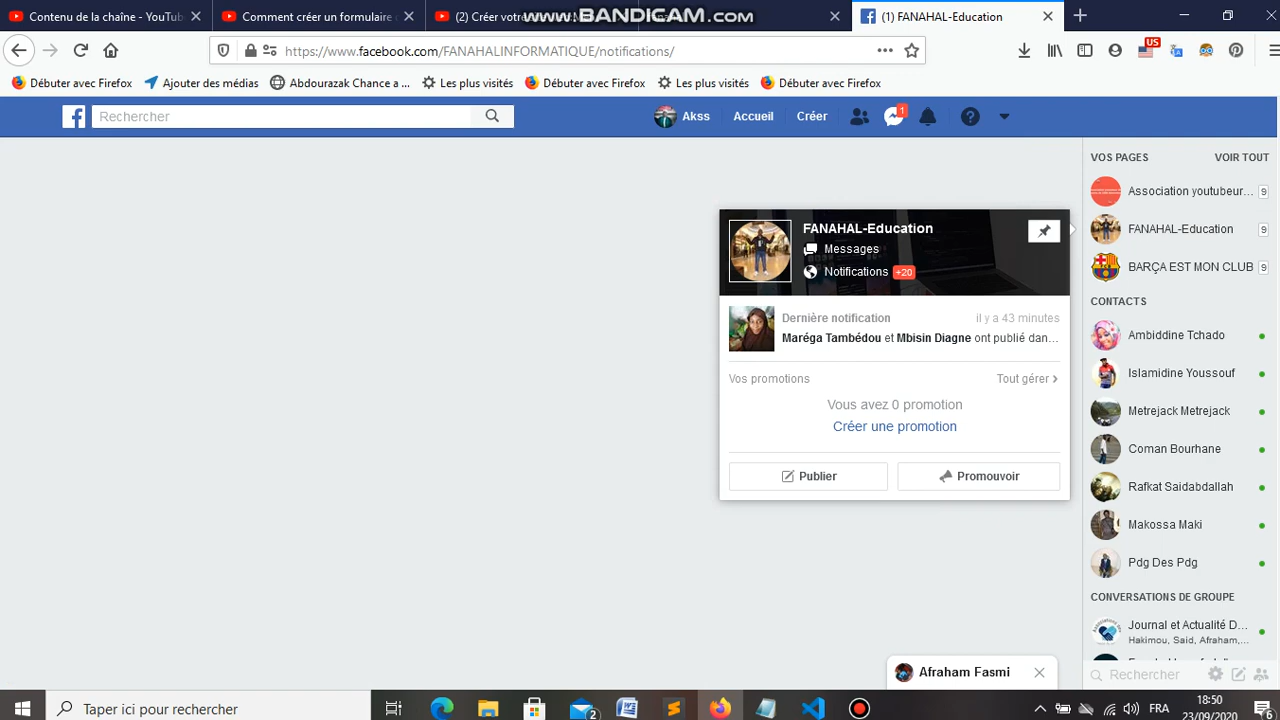 Contenu de la chaîne - YouTub
Comment créer un formulaire
(2) Créer votre
www.BANDICAM.com
(1) FANAHAL-Education
https://www.facebook.com/FANAHALINFORMATIQUE/notifications/
US
Débuter avec Firefox
Ajouter des médias
Abdourazak Chance a ...
Les plus visités
Débuter avec Firefox
Les plus visités
Débuter avec Firefox
Rechercher
Akss
Accueil
Créer
1
VOS PAGES
VOIR TOUT
Association youtubeur...
9
FANAHAL-Education
9
BARÇA EST MON CLUB
9
CONTACTS
Ambiddine Tchado
Islamidine Youssouf
Metrejack Metrejack
Coman Bourhane
Rafkat Saidabdallah
Makossa Maki
Pdg Des Pdg
CONVERSATIONS DE GROUPE
Journal et Actualité D...
Hakimou, Said, Afraham,...
Rechercher
FANAHAL-Education
Messages
Notifications +20
Dernière notification
il y a 43 minutes
Maréga Tambédou et Mbisin Diagne ont publié dan...
Vos promotions
Tout gérer
Vous avez 0 promotion
Créer une promotion
Publier
Promouvoir
Afraham Fasmi
Taper ici pour rechercher
2
FRA
18:50
23/09/2020
6